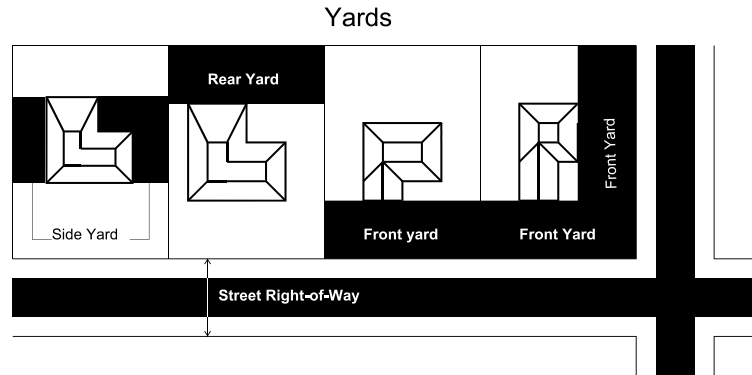 Yards
Rear Yard
Front Yard
Side Yard
Front yard
Front Yard
Street Right-of-Way